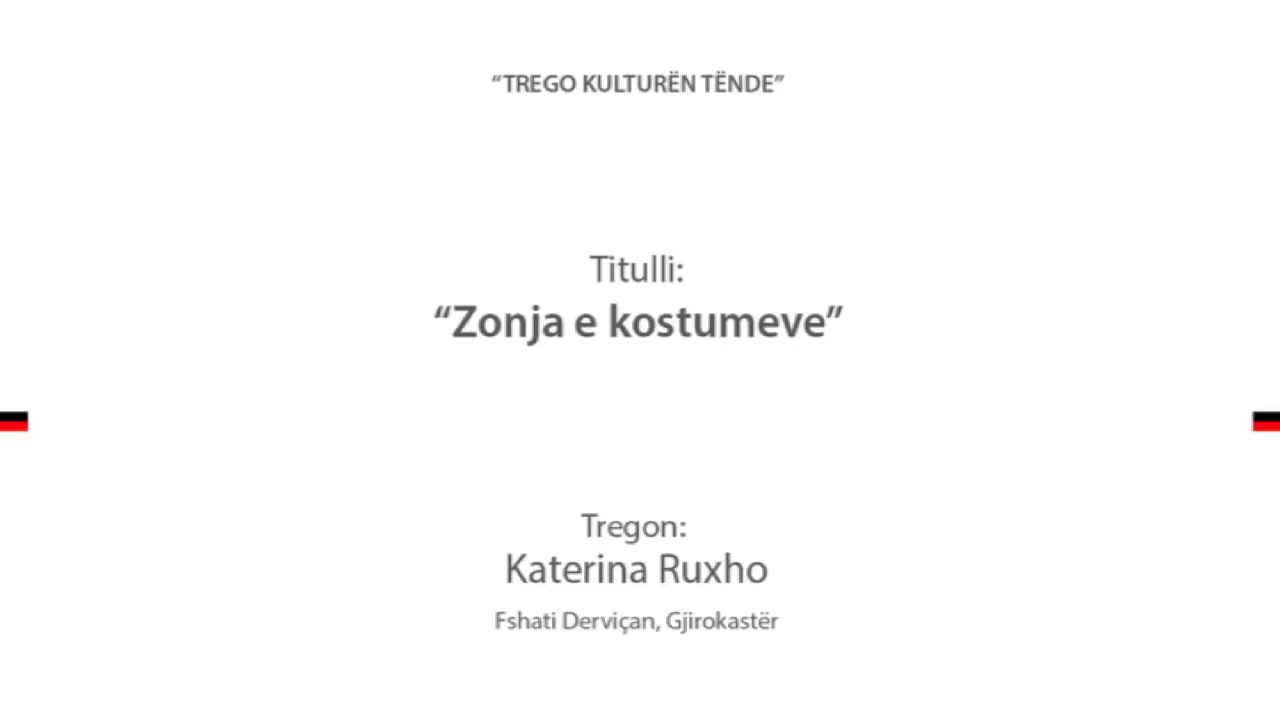 “TREGO KULTURËN TËNDE”
Titulli:
“Zonja e kostumeve”
Tregon:
Katerina Ruxho
Fshati Derviçan, Gjirokastër